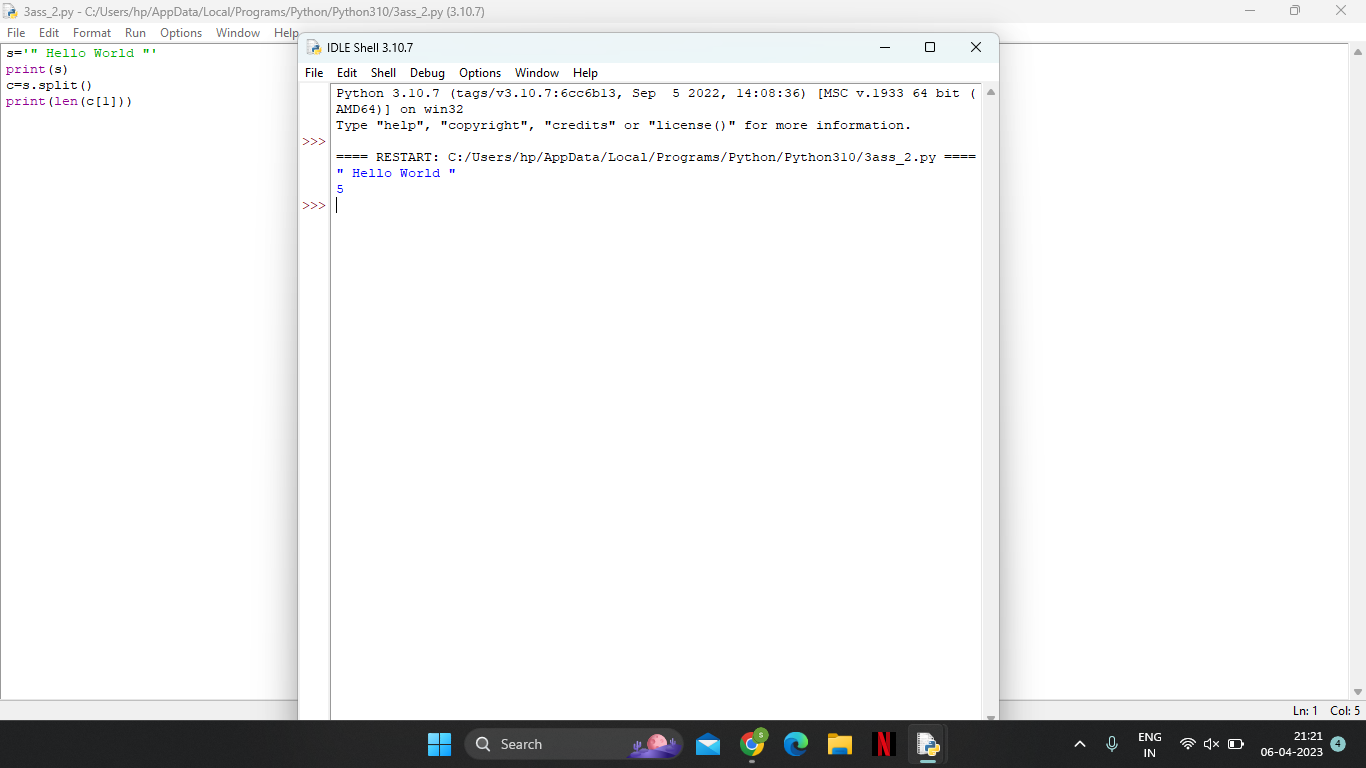 3ass_2.py - C:/Users/hp/AppData/Local/Programs/Python/Python310/3ass_2.py (3.10.7)
File Edit Format Run Options Window Help
s='" Hello World "'
print(s)
c=s.split()
print(len(c[1]))
IDLE Shell 3.10.7
File Edit Shell Debug Options Window Help
Python 3.10.7 (tags/v3.10.7:6cc6b13, Sep  5 2022, 14:08:36) [MSC v.1933 64 bit (
AMD64)] on win32
Type "help", "copyright", "credits" or "license()" for more information.
>>>
==== RESTART: C:/Users/hp/AppData/Local/Programs/Python/Python310/3ass_2.py ====
" Hello World "
5
>>>
Ln: 1 Col: 5
Search
S
N
ENG
IN
21:21
06-04-2023
4